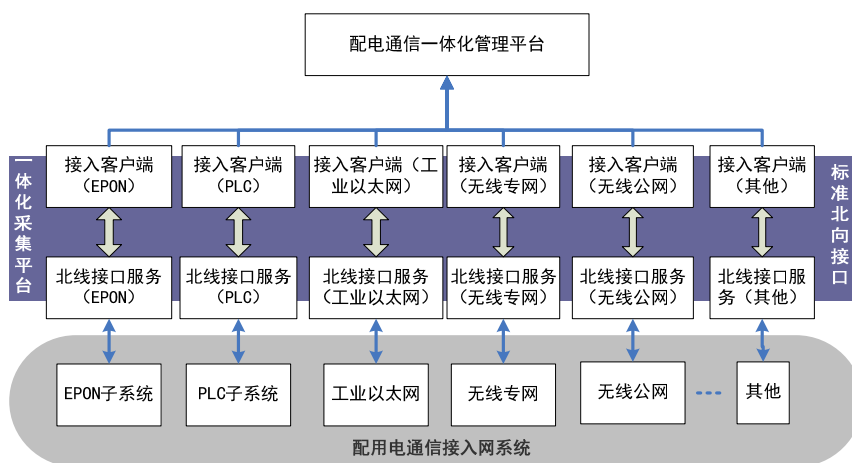 配电通信一体化管理平台
一体化采集平台
接入客户端
（EPON）
接入客户端
（PLC）
接入客户端（工
业以太网）
接入客户端
（无线专网）
接入客户端
（无线公网）
接入客户端
（其他）
标准北向接口
北线接口服务
（EPON）
北线接口服务
（PLC）
北线接口服务
（工业以太网）
北线接口服务
（无线专网）
北线接口服务
（无线公网）
北线接口服
务（其他）
EPON子系统
PLC子系统
工业以太网
无线专网
无线公网
其他
配用电通信接入网系统